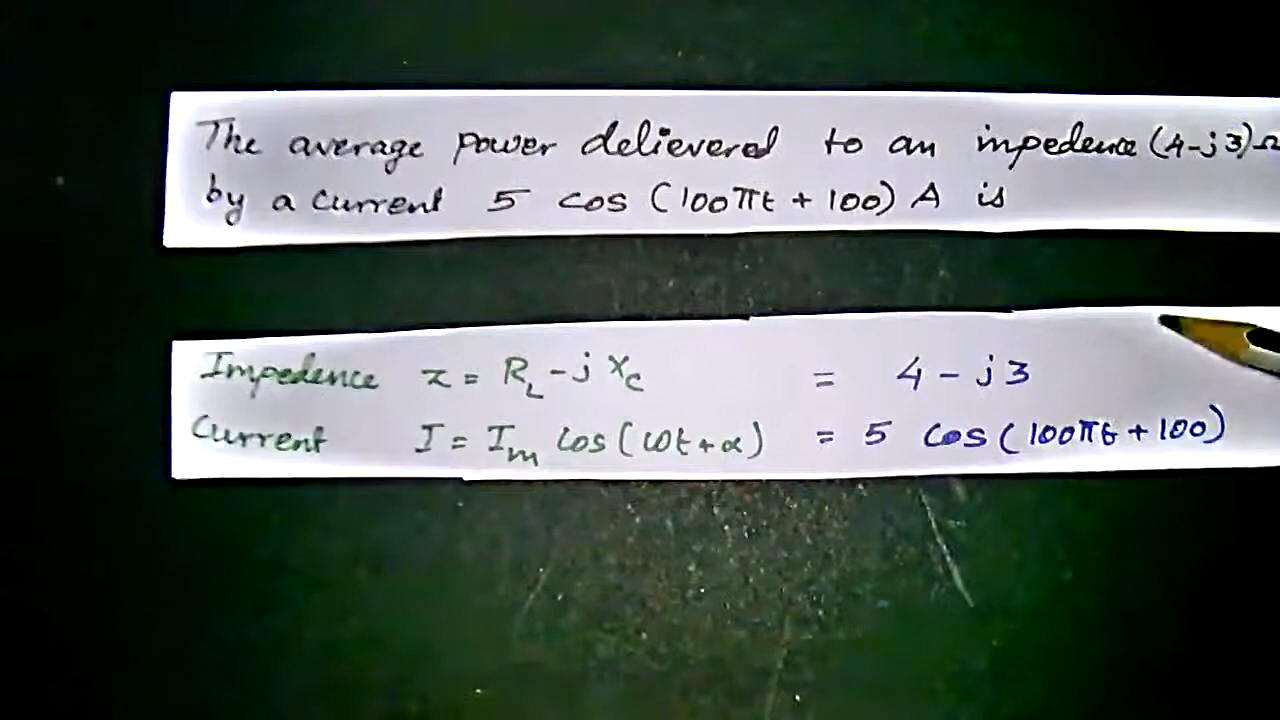 The average power delievered to an impedence (4-j3)Ω
by a current 5 cos (100πt + 100) A is
Impedence z = R_L - j X_C = 4 - j3
Current I = I_m cos (ωt + α) = 5 cos (100πt + 100)